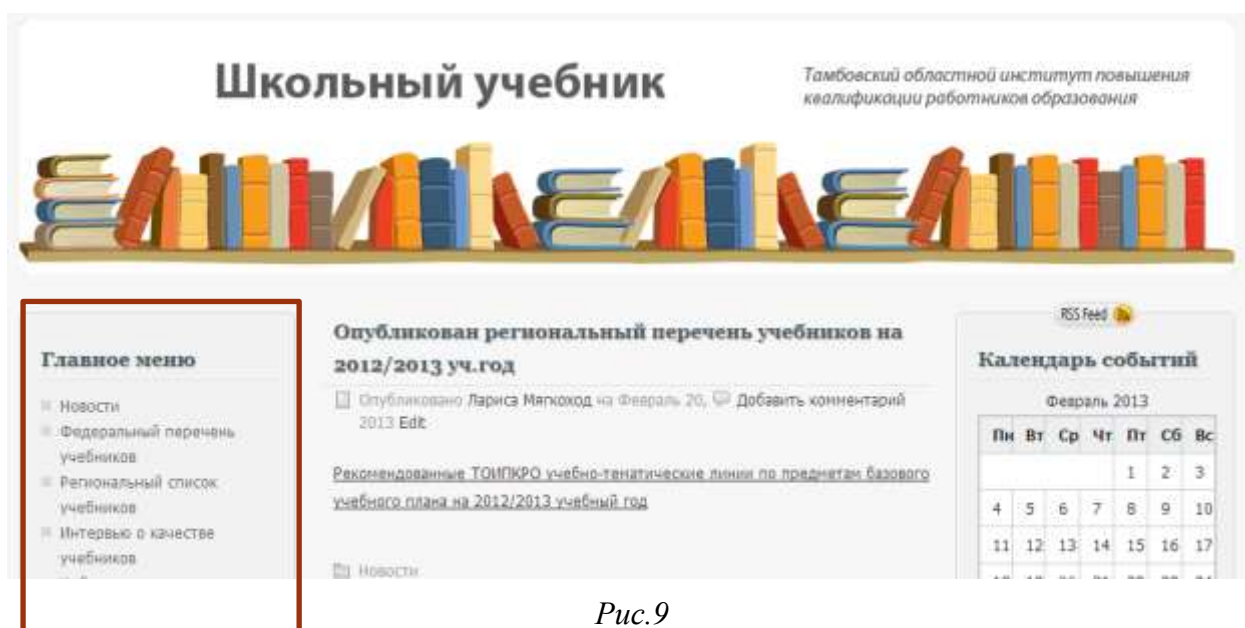 Школьный учебник
Тамбовский областной институт повышения
квалификации работников образования
Главное меню
Новости
Федеральный перечень
учебников
Региональный список
учебников
Интервью о качестве
учебников
Опубликован региональный перечень учебников на
2012/2013 уч.год
Опубликовано Лариса Мягкоход на Февраль 20, Добавить комментарий
2013 Edit
Рекомендованные ТОИПКРО учебно-тематические линии по предметам базового
учебного плана на 2012/2013 учебный год
Новости
RSS Feed
Календарь событий
Февраль 2013
Пн Вт Ср Чт Пт Сб Вс
1 2 3
4 5 6 7 8 9 10
11 12 13 14 15 16 17
Рис.9